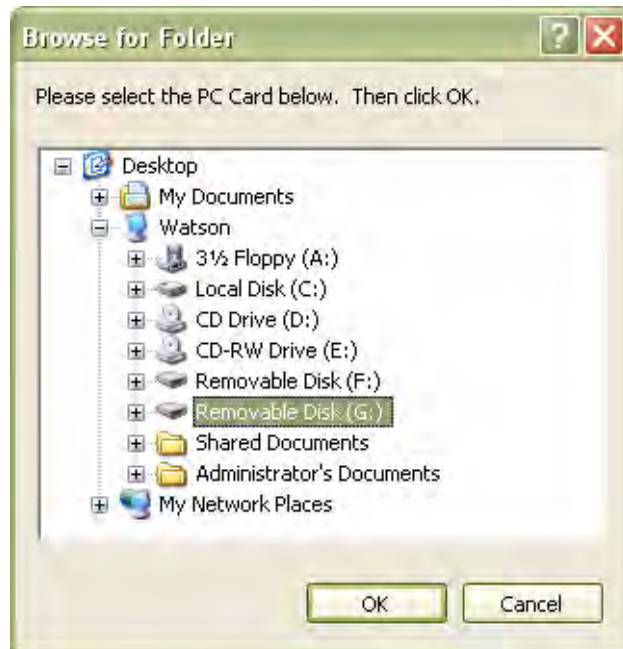 Browse for Folder
Please select the PC Card below. Then click OK.
Desktop
My Documents
Watson
3½ Floppy (A:)
Local Disk (C:)
CD Drive (D:)
CD-RW Drive (E:)
Removable Disk (F:)
Removable Disk (G:)
Shared Documents
Administrator's Documents
My Network Places
OK Cancel